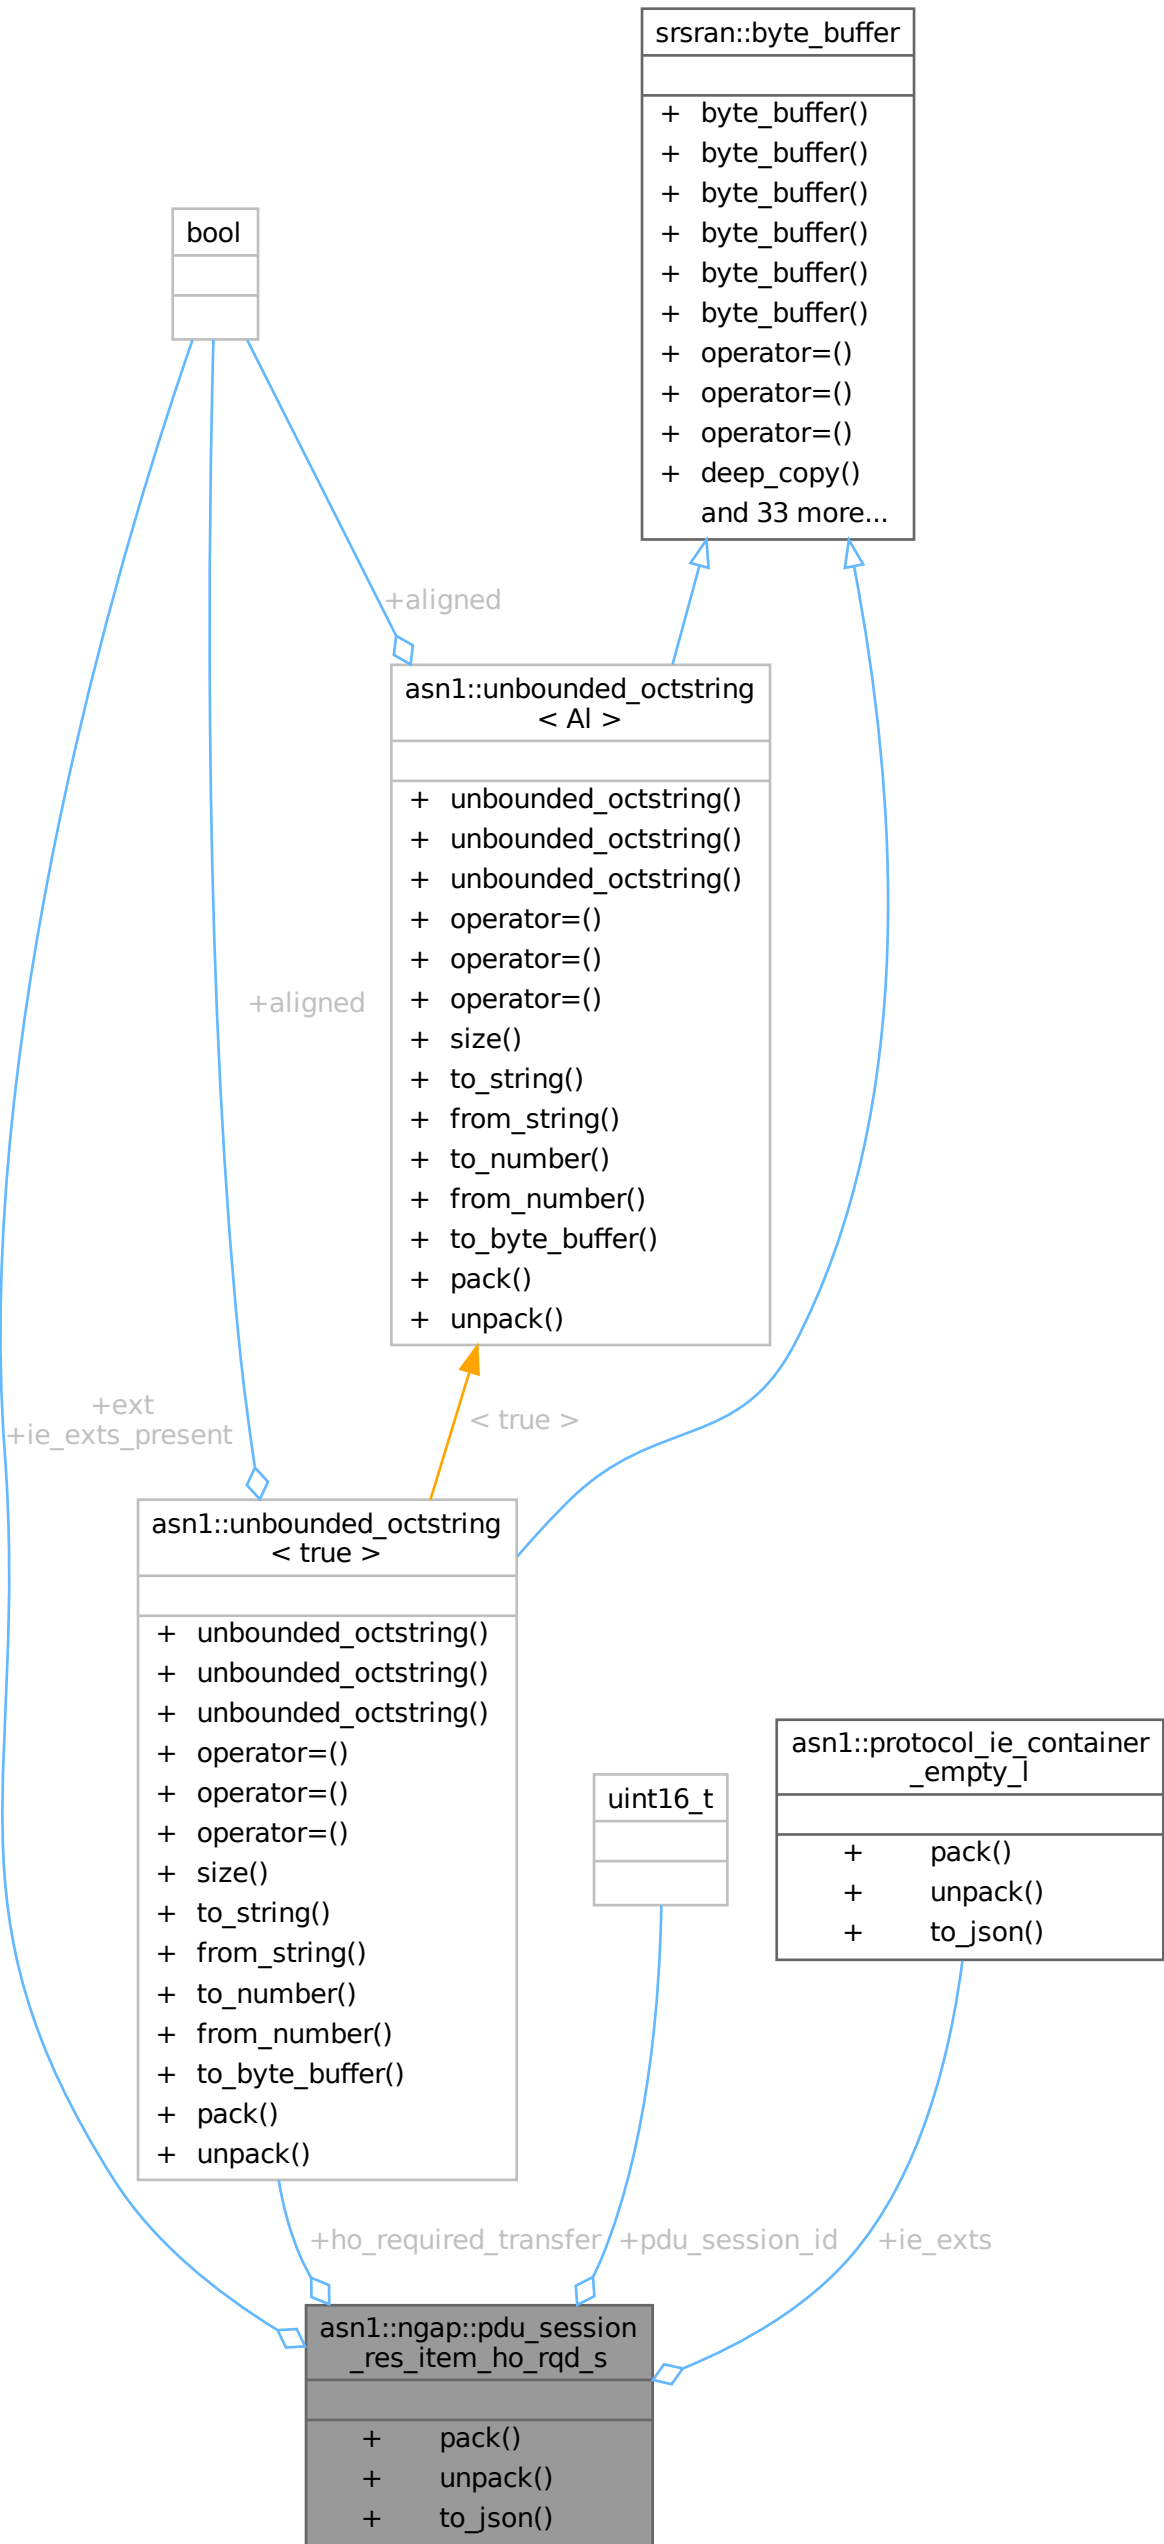 srsran::byte_buffer
+ byte_buffer()
+ byte_buffer()
+ byte_buffer()
+ byte_buffer()
+ byte_buffer()
+ byte_buffer()
+ operator=()
+ operator=()
+ operator=()
+ deep_copy()
and 33 more...
bool
+aligned
asn1::unbounded_octstring
< Al >
+ unbounded_octstring()
+ unbounded_octstring()
+ unbounded_octstring()
+ operator=()
+ operator=()
+ operator=()
+ size()
+ to_string()
+ from_string()
+ to_number()
+ from_number()
+ to_byte_buffer()
+ pack()
+ unpack()
+aligned
+ext
+ie_exts_present
< true >
asn1::unbounded_octstring
< true >
+ unbounded_octstring()
+ unbounded_octstring()
+ unbounded_octstring()
+ operator=()
+ operator=()
+ operator=()
+ size()
+ to_string()
+ from_string()
+ to_number()
+ from_number()
+ to_byte_buffer()
+ pack()
+ unpack()
uint16_t
asn1::protocol_ie_container
_empty_l
+ pack()
+ unpack()
+ to_json()
+ho_required_transfer
+pdu_session_id
+ie_exts
asn1::ngap::pdu_session
_res_item_ho_rqd_s
+ pack()
+ unpack()
+ to_json()